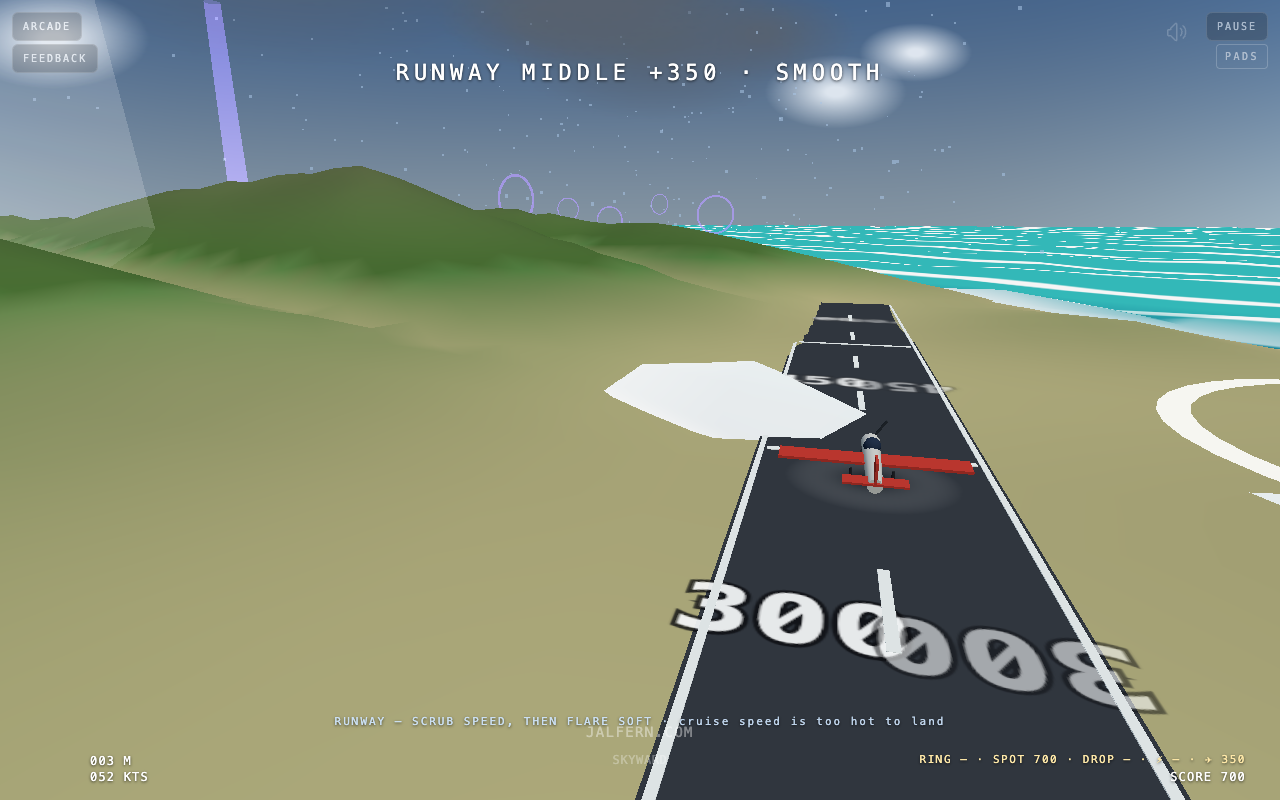 ARCADE
PAUSE
FEEDBACK
PADS
RUNWAY MIDDLE +350 · SMOOTH
300
RUNWAY — SCRUB SPEED, THEN FLARE SOFT · cruise speed is too hot to land
JALFERN.COM
003 M
052 KTS
RING — · SPOT 700 · DROP — · — · ✈ 350
SCORE 700